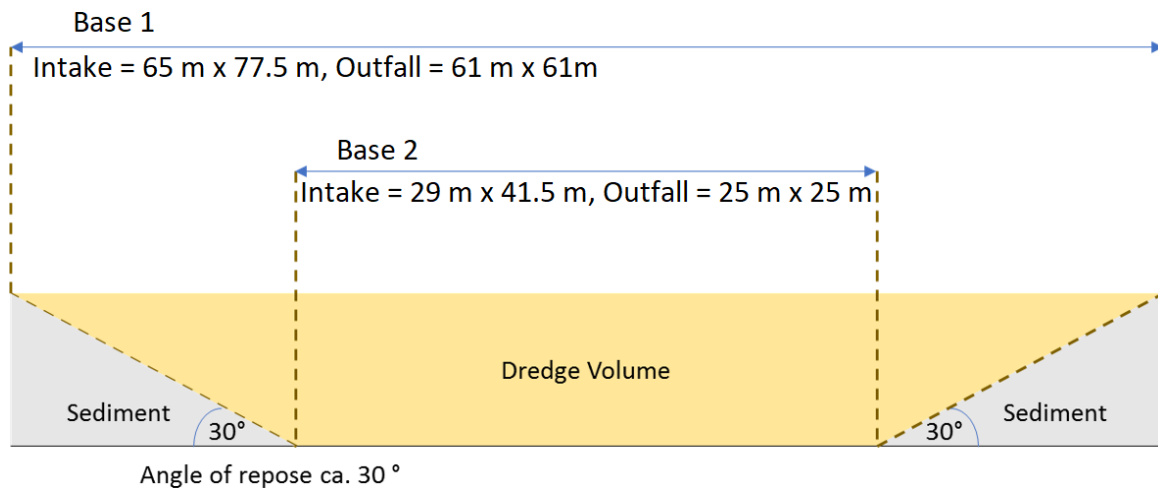 Base 1
Intake = 65 m x 77.5 m, Outfall = 61 m x 61m
Base 2
Intake = 29 m x 41.5 m, Outfall = 25 m x 25 m
Dredge Volume
Sediment
30°
30°
Sediment
Angle of repose ca. 30 °